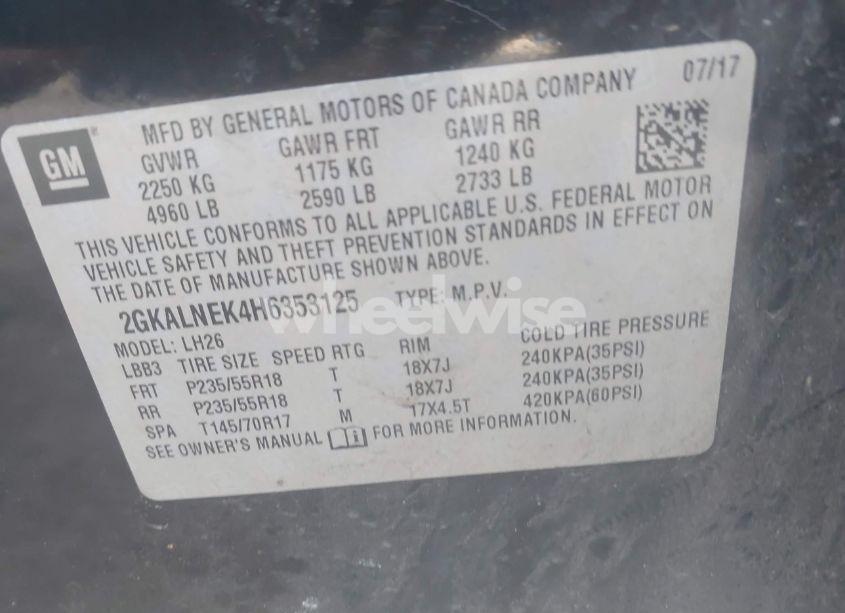 MFD BY GENERAL MOTORS OF CANADA COMPANY 07/17
GM
GVWR GAWR FRT GAWR RR
2250 KG 1175 KG 1240 KG
4960 LB 2590 LB 2733 LB
THIS VEHICLE CONFORMS TO ALL APPLICABLE U.S. FEDERAL MOTOR
VEHICLE SAFETY AND THEFT PREVENTION STANDARDS IN EFFECT ON
THE DATE OF MANUFACTURE SHOWN ABOVE.
2GKALNEK4H6353125 TYPE: M.P.V.
wheelwise
MODEL: LH26
LBB3 TIRE SIZE SPEED RTG RIM COLD TIRE PRESSURE
FRT P235/55R18 T 18X7J 240KPA(35PSI)
RR P235/55R18 T 18X7J 240KPA(35PSI)
SPA T145/70R17 M 17X4.5T 420KPA(60PSI)
SEE OWNER'S MANUAL FOR MORE INFORMATION.